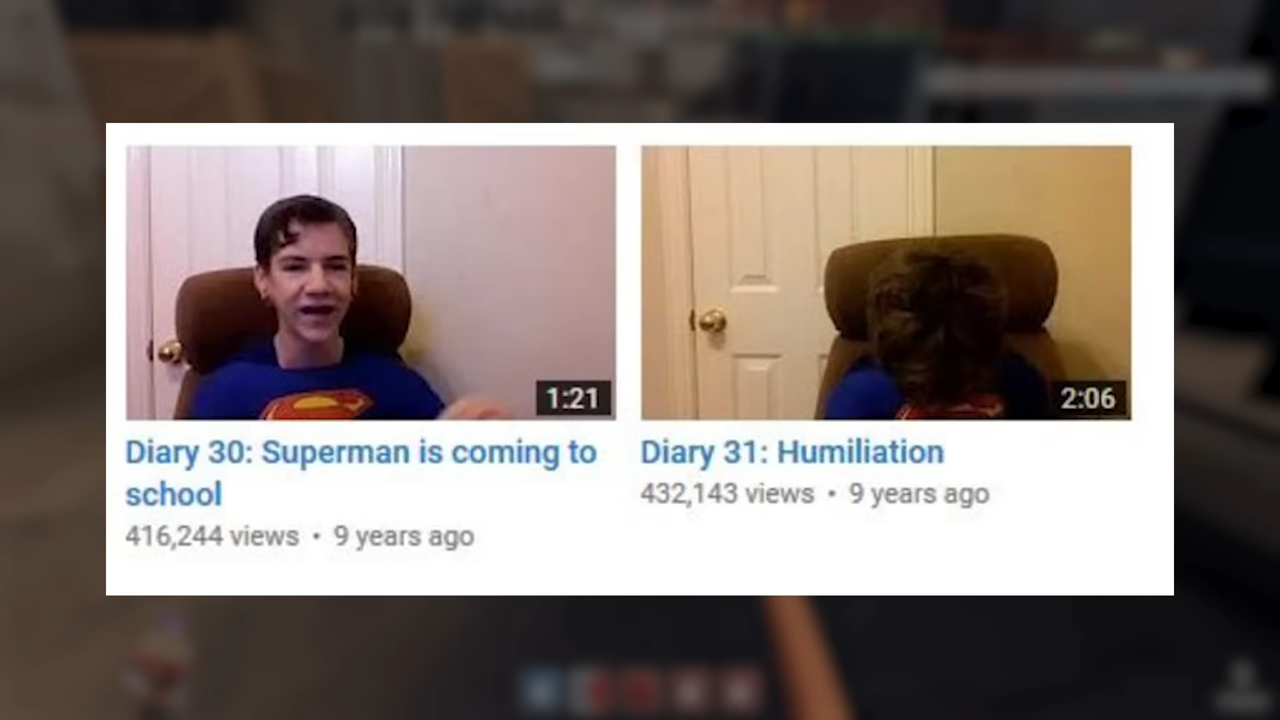 1:21
2:06
Diary 30: Superman is coming to
school
416,244 views • 9 years ago
Diary 31: Humiliation
432,143 views • 9 years ago